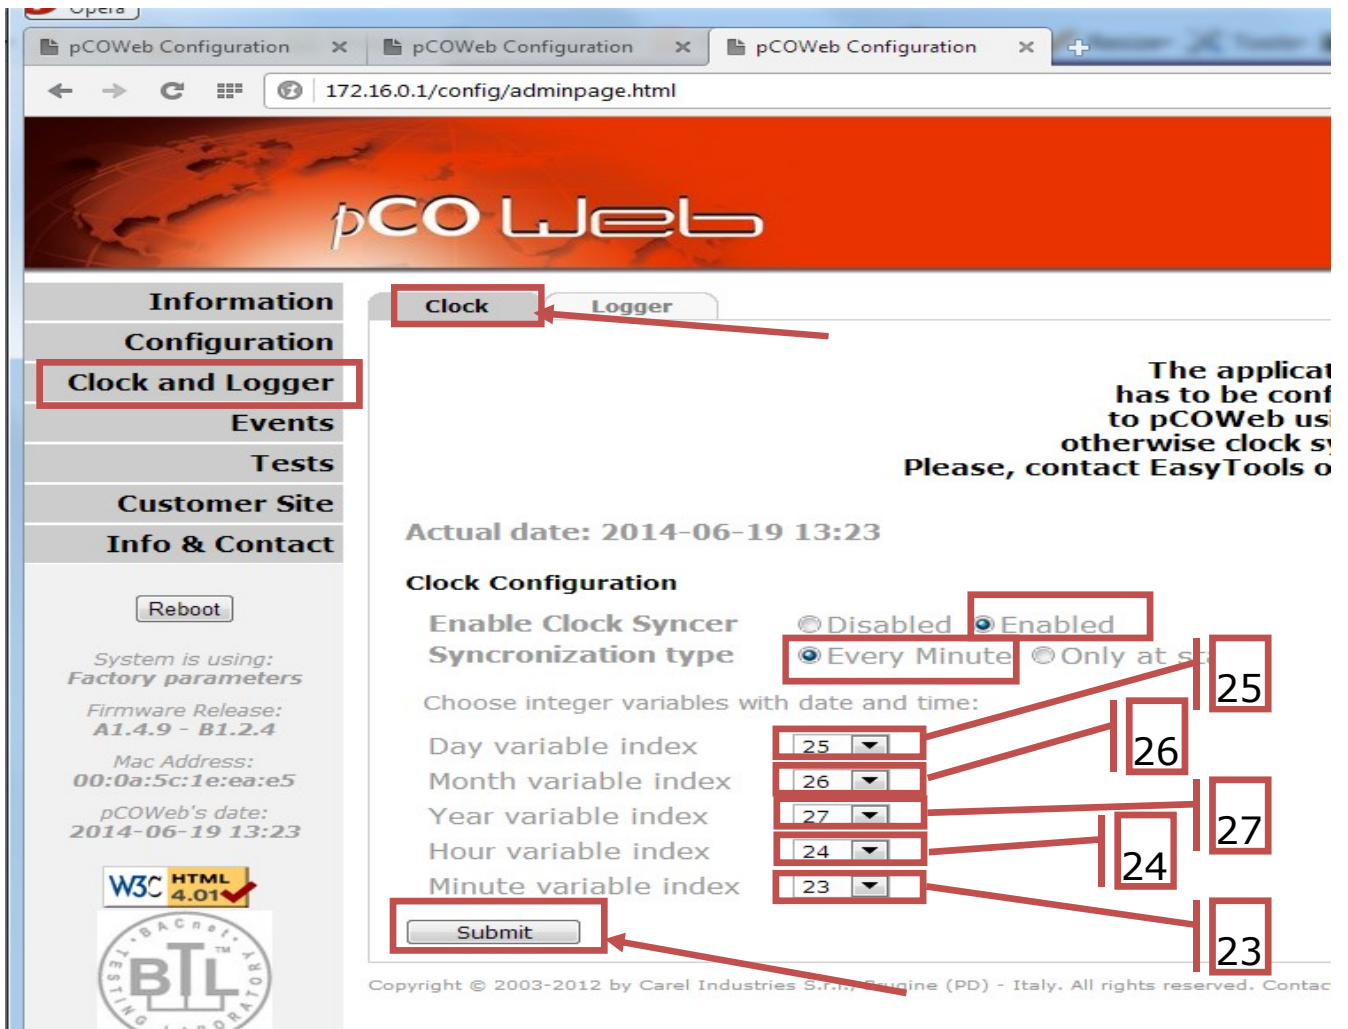 Opera
pCOWeb Configuration
pCOWeb Configuration
pCOWeb Configuration
172.16.0.1/config/adminpage.html
pCO Web
Information
Configuration
Clock and Logger
Events
Tests
Customer Site
Info & Contact
Reboot
System is using:
Factory parameters
Firmware Release:
A1.4.9 - B1.2.4
Mac Address:
00:0a:5c:1e:ea:e5
pCOWeb's date:
2014-06-19 13:23
W3C HTML 4.01
BACnet TESTING LABORATORY
BTL TM
Clock Logger
The applicat
has to be conf
to pCOWeb usi
otherwise clock s
Please, contact EasyTools o
Actual date: 2014-06-19 13:23
Clock Configuration
Enable Clock Syncer Disabled Enabled
Syncronization type Every Minute Only at sta
Choose integer variables with date and time:
Day variable index 25
Month variable index 26
Year variable index 27
Hour variable index 24
Minute variable index 23
25
26
27
24
23
Submit
Copyright © 2003-2012 by Carel Industries S.r.l., Brugine (PD) - Italy. All rights reserved. Contac